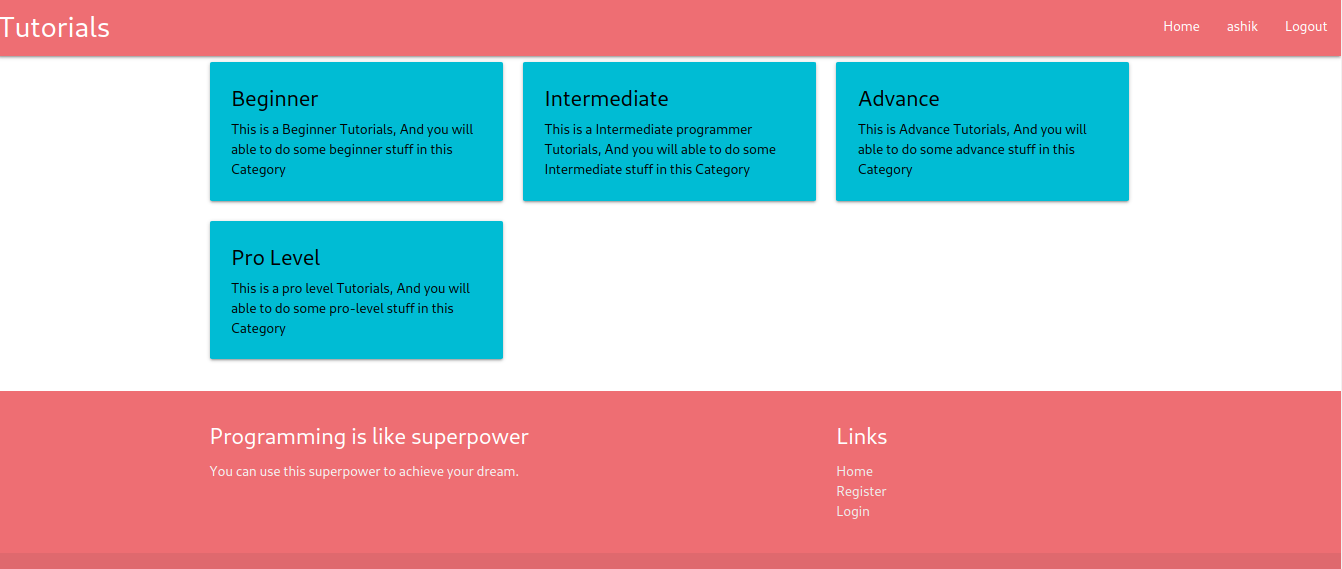 Tutorials
Home ashik Logout
Beginner
This is a Beginner Tutorials, And you will
able to do some beginner stuff in this
Category
Intermediate
This is a Intermediate programmer
Tutorials, And you will able to do some
Intermediate stuff in this Category
Advance
This is Advance Tutorials, And you will
able to do some advance stuff in this
Category
Pro Level
This is a pro level Tutorials, And you will
able to do some pro-level stuff in this
Category
Programming is like superpower
You can use this superpower to achieve your dream.
Links
Home
Register
Login